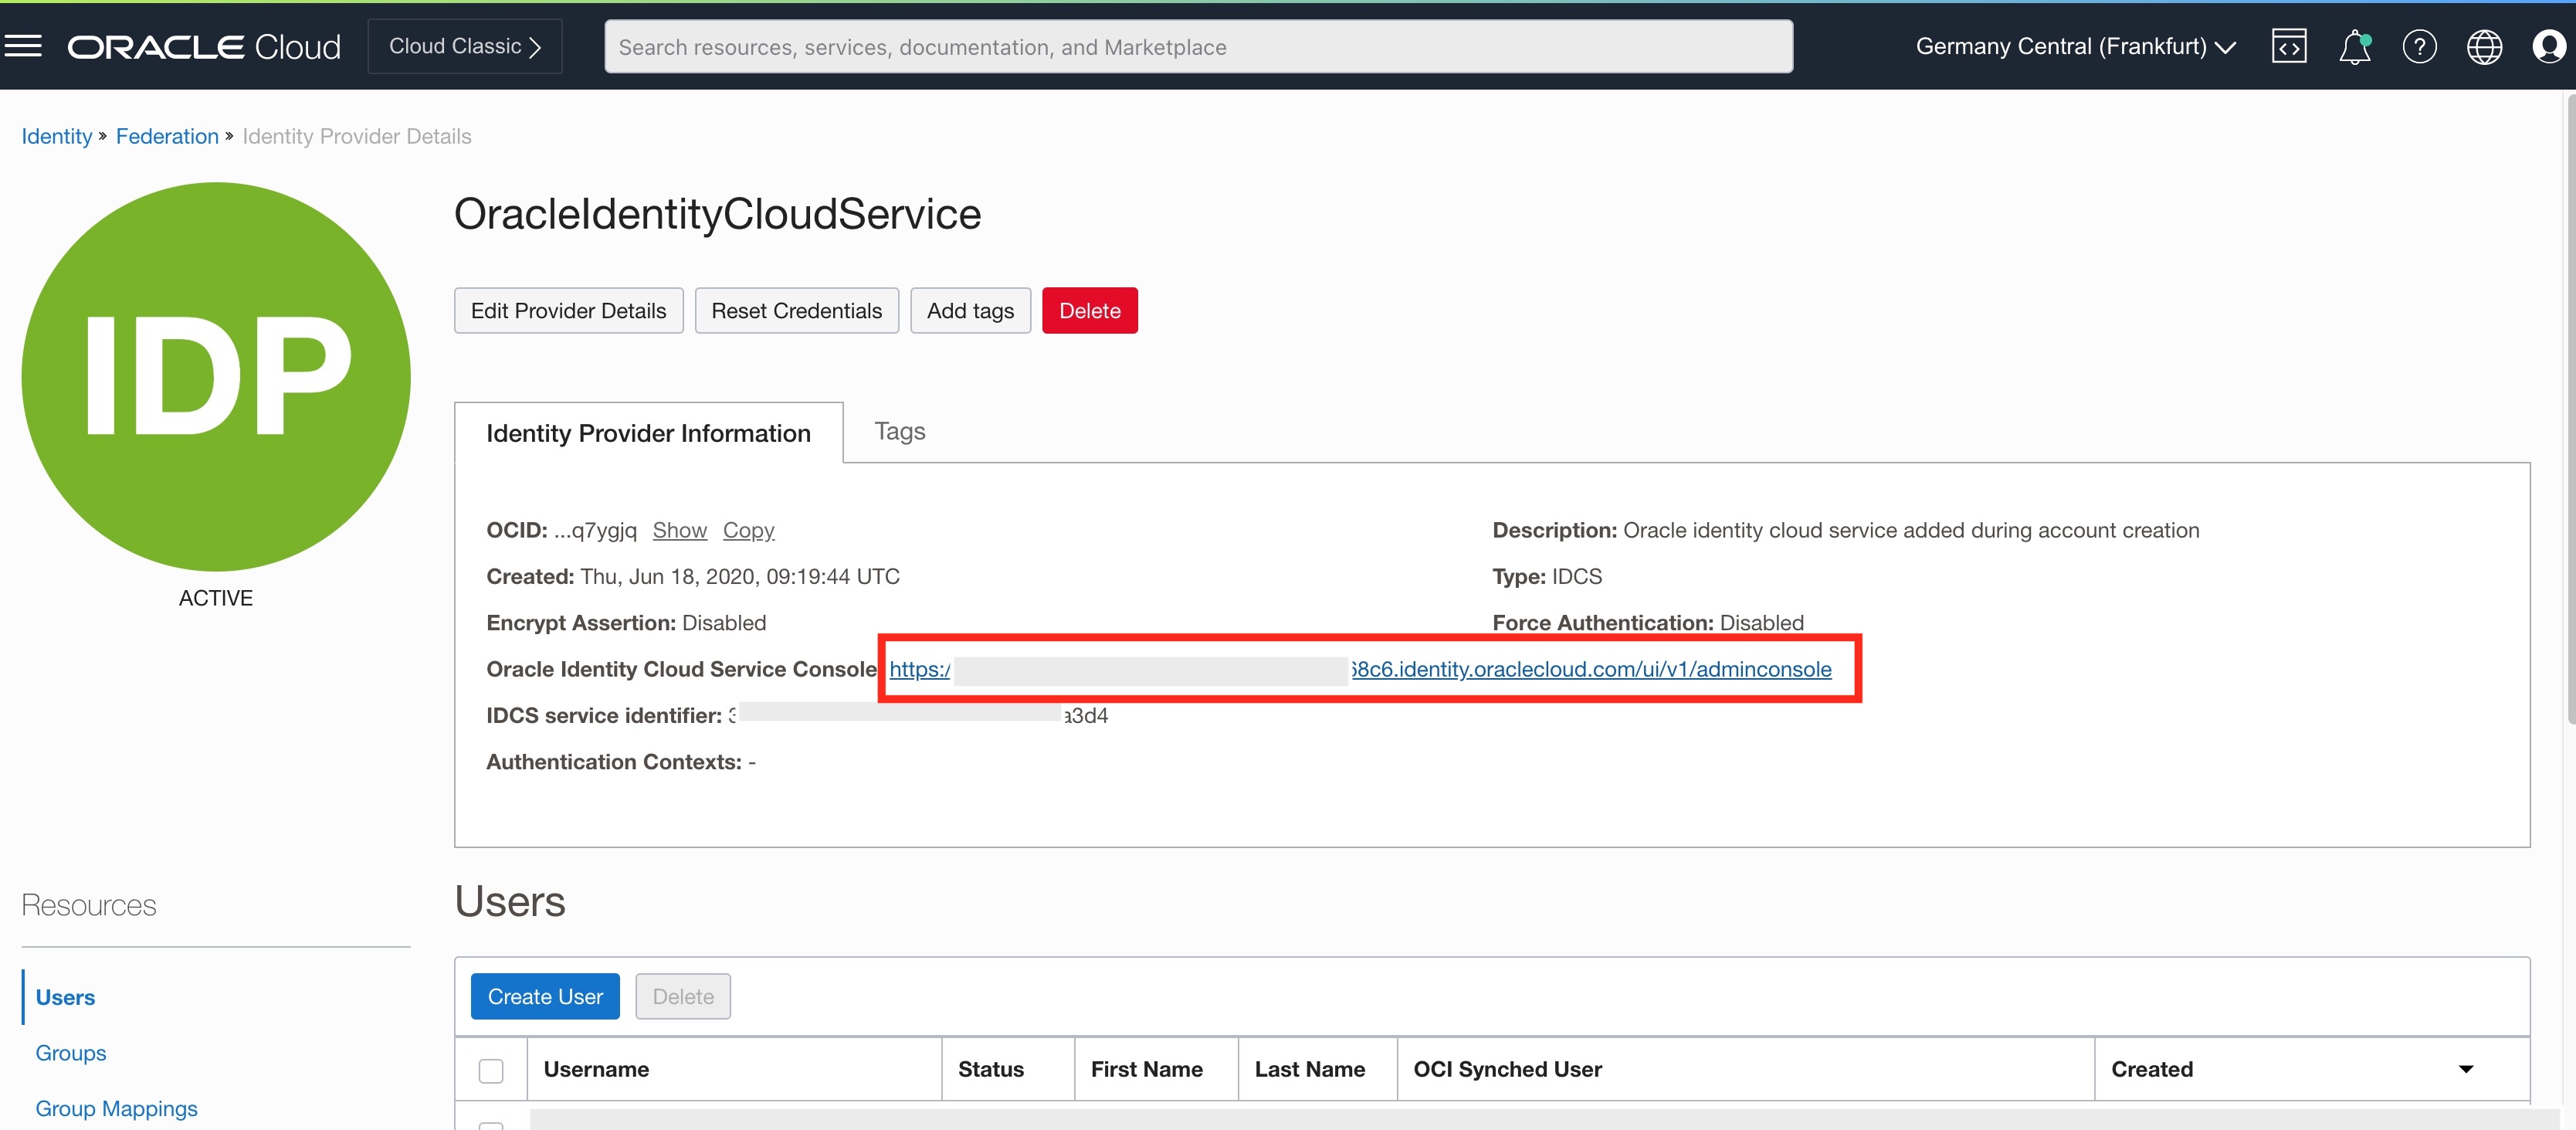 ORACLE Cloud
Cloud Classic
Search resources, services, documentation, and Marketplace
Germany Central (Frankfurt)
Identity » Federation » Identity Provider Details
IDP
ACTIVE
OracleIdentityCloudService
Edit Provider Details
Reset Credentials
Add tags
Delete
Identity Provider Information
Tags
OCID: ...q7ygjq Show Copy
Created: Thu, Jun 18, 2020, 09:19:44 UTC
Encrypt Assertion: Disabled
Oracle Identity Cloud Service Console https:/ 8c6.identity.oraclecloud.com/ui/v1/adminconsole
IDCS service identifier: a3d4
Authentication Contexts: -
Description: Oracle identity cloud service added during account creation
Type: IDCS
Force Authentication: Disabled
Resources
Users
Groups
Group Mappings
Users
Create User
Delete
Username
Status
First Name
Last Name
OCI Synched User
Created